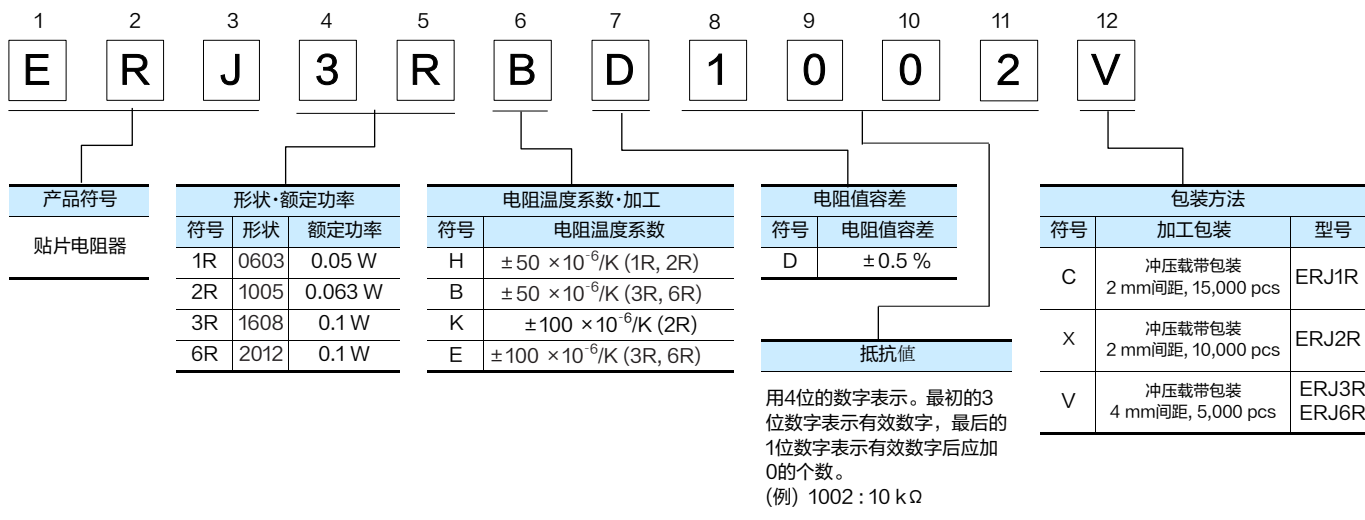 1 2 3 4 5 6 7 8 9 10 11 12
E R J 3 R B D 1 0 0 2 V
产品符号
贴片电阻器
形状·额定功率
符号 形状 额定功率
1R 0603 0.05 W
2R 1005 0.063 W
3R 1608 0.1 W
6R 2012 0.1 W
电阻温度系数·加工
符号 电阻温度系数
H ±50 ×10⁻⁶/K (1R, 2R)
B ±50 ×10⁻⁶/K (3R, 6R)
K ±100 ×10⁻⁶/K (2R)
E ±100 ×10⁻⁶/K (3R, 6R)
电阻值容差
符号 电阻值容差
D ±0.5 %
抵抗値
用4位的数字表示。最初的3
位数字表示有效数字，最后的
1位数字表示有效数字后应加
0的个数。
(例) 1002 : 10 kΩ
包装方法
符号 加工包装 型号
C 冲压载带包装
2 mm间距, 15,000 pcs ERJ1R
X 冲压载带包装
2 mm间距, 10,000 pcs ERJ2R
V 冲压载带包装
4 mm间距, 5,000 pcs ERJ3R
ERJ6R